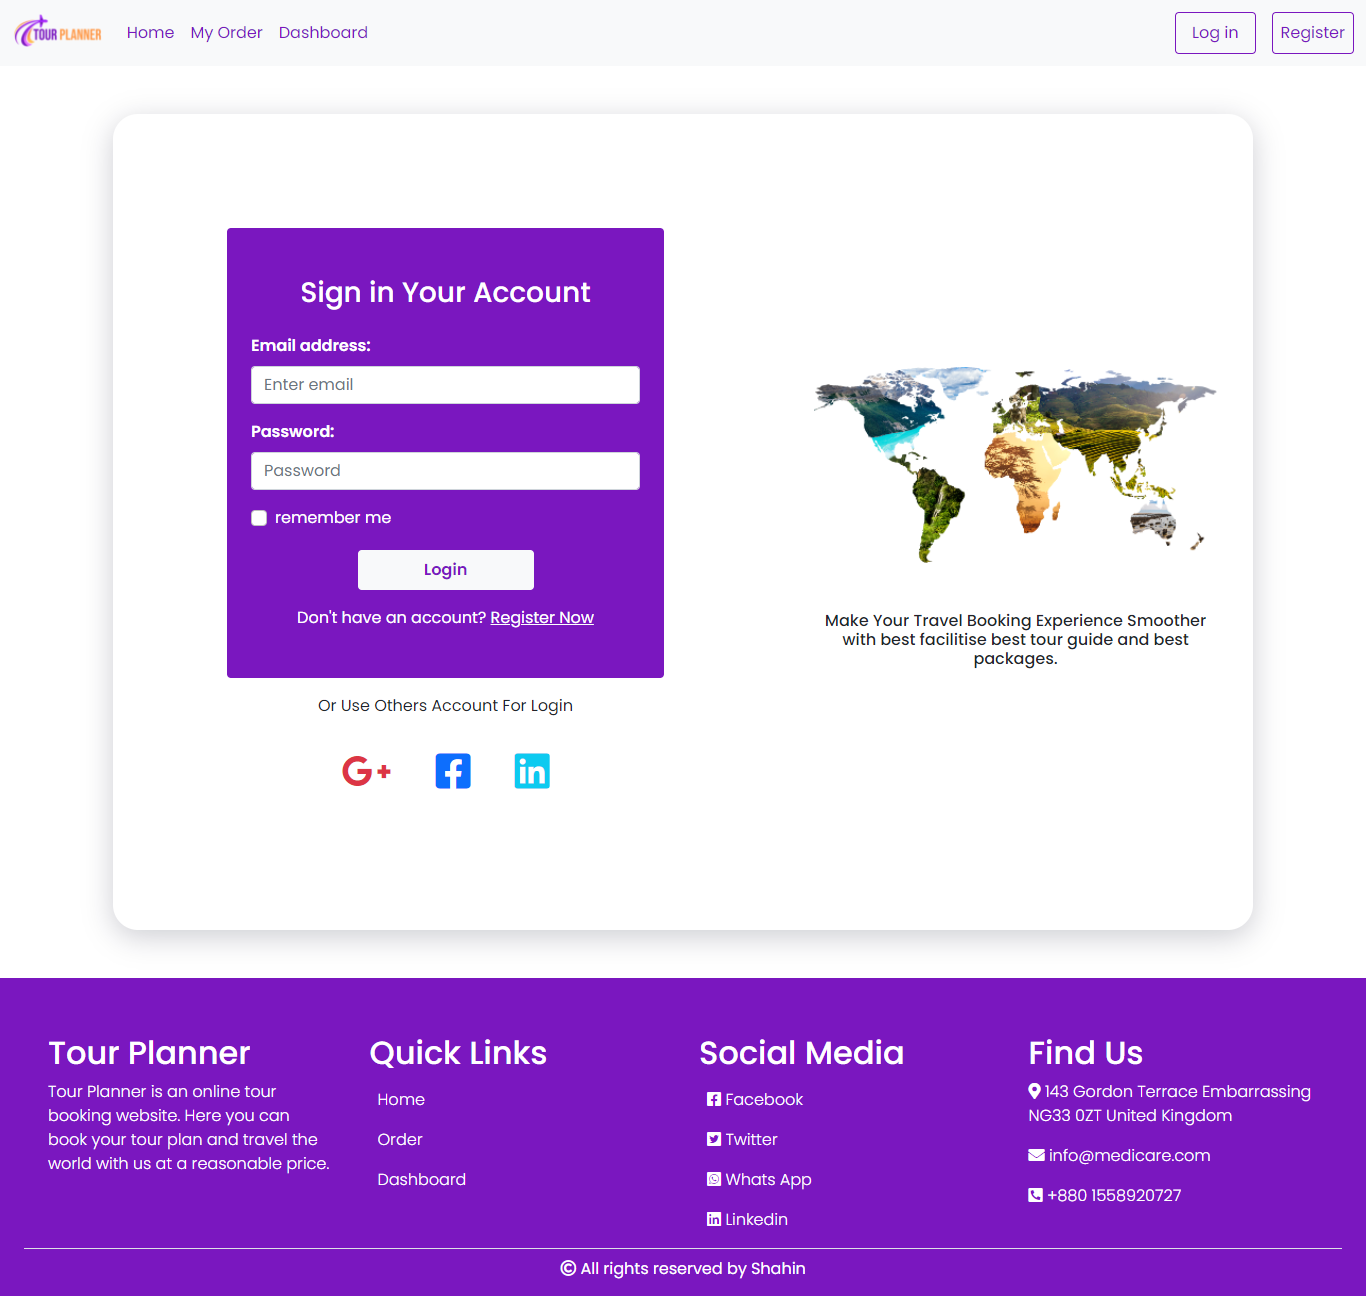 TOUR PLANNER
Home
My Order
Dashboard
Log in
Register
Sign in Your Account
Email address:
Enter email
Password:
Password
remember me
Login
Don't have an account? Register Now
Or Use Others Account For Login
Make Your Travel Booking Experience Smoother
with best facilitise best tour guide and best
packages.
Tour Planner
Tour Planner is an online tour
booking website. Here you can
book your tour plan and travel the
world with us at a reasonable price.
Quick Links
Home
Order
Dashboard
Social Media
Facebook
Twitter
Whats App
Linkedin
Find Us
143 Gordon Terrace Embarrassing
NG33 0ZT United Kingdom
info@medicare.com
+880 1558920727
© All rights reserved by Shahin